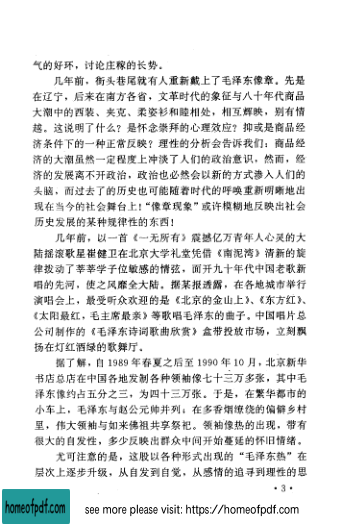 气的好环，讨论庄稼的长势。
几年前，街头巷尾就有人重新戴上了毛泽东像章。先是
在辽宁，后来在南方各省，文革时代的象征与八十年代商品
大潮中的西装、夹克、柔姿衫和睦相处，相互辉映，别有情
越。这说明了什么？是怀念崇拜的心理效应？抑或是商品经
济条件下的一种正常反映？理性的分析会告诉我们：商品经
济的大潮虽然一定程度上冲淡了人们的政治意识，然而，经
济的发展离不开政治，政治也必然会以新的方式渗入人们的
头脑，而过去了的历史也可能随着时代的呼唤重新明晰地出
现在当今的社会舞台上！“像章现象”或许模糊地反映出社会
历史发展的某种规律性的东西！
几年前，以一首《一无所有》震撼亿万青年人心灵的大
陆摇滚歌星崔健卫在北京大学礼堂凭借《南泥湾》清新的旋
律拨动了莘莘学子位敏感的情弦，而开九十年代中国老歌新
唱的先河，使之风靡全大陆。据某报透露，在各地城市举行
演唱会上，最受听众欢迎的是《北京的金山上》、《东方红》、
《太阳最红，毛主席最亲》等歌唱毛泽东的曲子。中国唱片总
公司制作的《毛泽东诗词歌曲欣赏》盒带投放市场，立刻飘
扬在灯红酒绿的歌舞厅。
据了解，自1989年春夏之后至1990年10月，北京新华
书店总店在中国各地发制各种领袖像七十三万多张，其中毛
泽东像约占五分之三，为四十三万张。于是，在繁华都市的
小车上，毛泽东与赵公元帅并列；在多香烟缭绕的偏僻乡村
里，伟大领袖与如来佛祖共享祭祀。领袖像热的出现，带有
很大的自发性，多少反映出群众中间开始蔓延的怀旧情绪。
尤可注意的是，这股以各种形式出现的“毛泽东热”在
层次上逐步升级，从自发到自觉，从感情的追寻到理性的思
·3·
homeofpdf.com
see more please visit: https://homeofpdf.com
homeofpdf.com